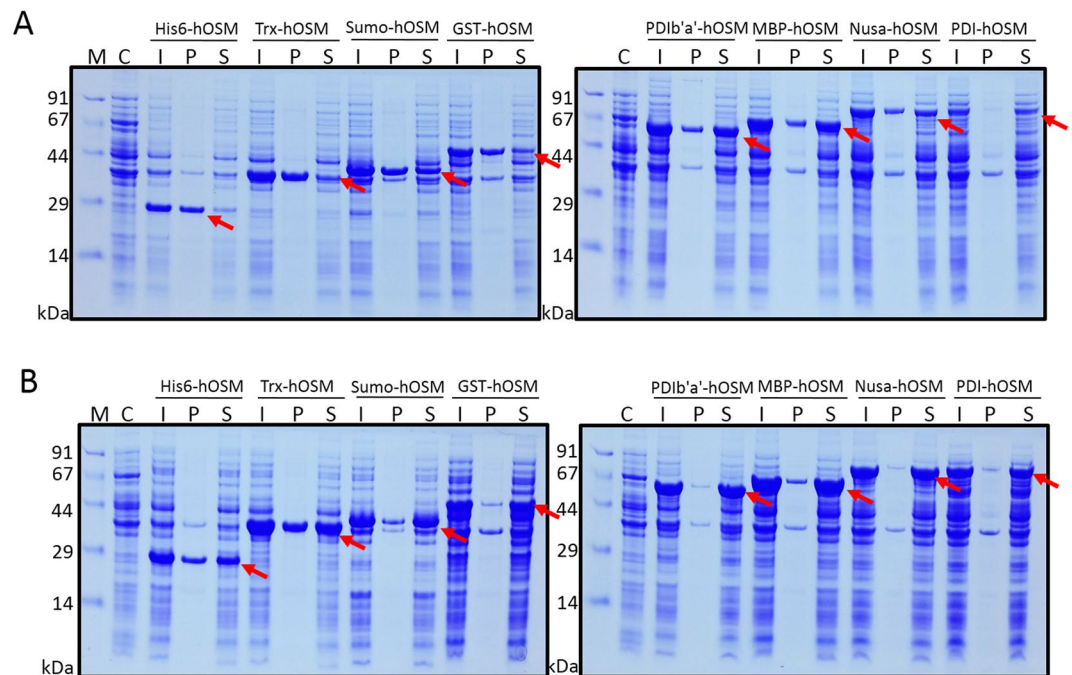 A
His6-hOSM Trx-hOSM Sumo-hOSM GST-hOSM PDIb'a'-hOSM MBP-hOSM Nusa-hOSM PDI-hOSM
M C I P S I P S I P S I P S C I P S I P S I P S I P S
91 91
67 67
44 44
29 29
14 14
kDa kDa
B
His6-hOSM Trx-hOSM Sumo-hOSM GST-hOSM PDIb'a'-hOSM MBP-hOSM Nusa-hOSM PDI-hOSM
M C I P S I P S I P S I P S C I P S I P S I P S I P S
91 91
67 67
44 44
29 29
14 14
kDa kDa